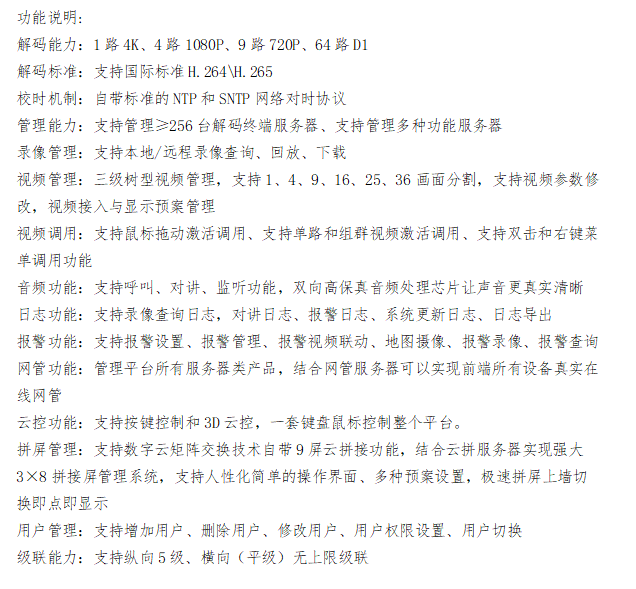 功能说明:
解码能力：1 路 4K、4 路 1080P、9 路 720P、64 路 D1
解码标准：支持国际标准 H.264\H.265
校时机制：自带标准的 NTP 和 SNTP 网络对时协议
管理能力：支持管理≥256 台解码终端服务器、支持管理多种功能服务器
录像管理：支持本地/远程录像查询、回放、下载
视频管理：三级树型视频管理，支持 1、4、9、16、25、36 画面分割，支持视频参数修
改，视频接入与显示预案管理
视频调用：支持鼠标拖动激活调用、支持单路和组群视频激活调用、支持双击和右键菜
单调用功能
音频功能：支持呼叫、对讲、监听功能，双向高保真音频处理芯片让声音更真实清晰
日志功能：支持录像查询日志，对讲日志、报警日志、系统更新日志、日志导出
报警功能：支持报警设置、报警管理、报警视频联动、地图摄像、报警录像、报警查询
网管功能：管理平台所有服务器类产品，结合网管服务器可以实现前端所有设备真实在
线网管
云控功能：支持按键控制和 3D 云控，一套键盘鼠标控制整个平台。
拼屏管理：支持数字云矩阵交换技术自带 9 屏云拼接功能，结合云拼服务器实现强大
3×8 拼接屏管理系统，支持人性化简单的操作界面、多种预案设置，极速拼屏上墙切
换即点即显示
用户管理：支持增加用户、删除用户、修改用户、用户权限设置、用户切换
级联能力：支持纵向 5 级、横向（平级）无上限级联